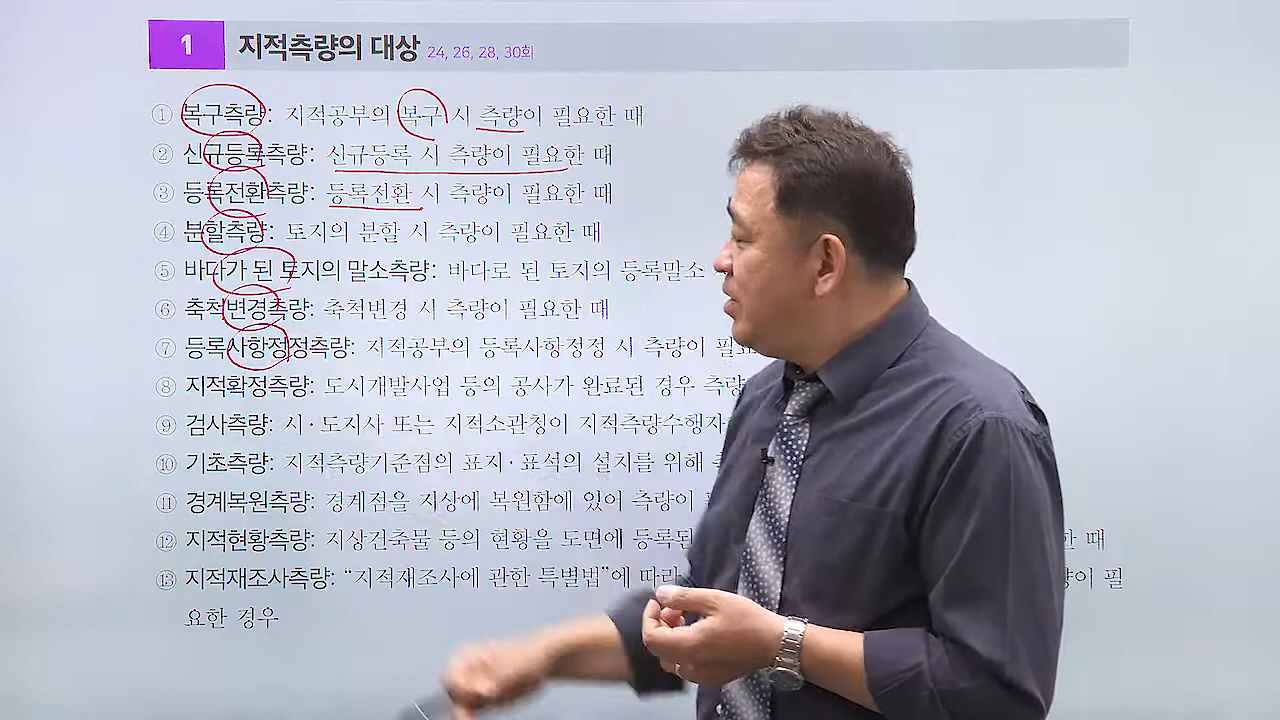 1 지적측량의 대상 24, 26, 28, 30회
① 복구측량: 지적공부의 복구 시 측량이 필요한 때
② 신규등록측량: 신규등록 시 측량이 필요한 때
③ 등록전환측량: 등록전환 시 측량이 필요한 때
④ 분할측량: 토지의 분할 시 측량이 필요한 때
⑤ 바다가 된 토지의 말소측량: 바다로 된 토지의 등록말소
⑥ 축척변경측량: 축척변경 시 측량이 필요한 때
⑦ 등록사항정정측량: 지적공부의 등록사항정정 시 측량이
⑧ 지적확정측량: 도시개발사업 등의 공사가 완료된 경우 측량
⑨ 검사측량: 시·도지사 또는 지적소관청이 지적측량수행자
⑩ 기초측량: 지적측량기준점의 표지·표석의 설치를 위해
⑪ 경계복원측량: 경계점을 지상에 복원함에 있어 측량이
⑫ 지적현황측량: 지상건축물 등의 현황을 도면에 등록된 한 때
⑬ 지적재조사측량: “지적재조사에 관한 특별법”에 따라 량이 필
요한 경우